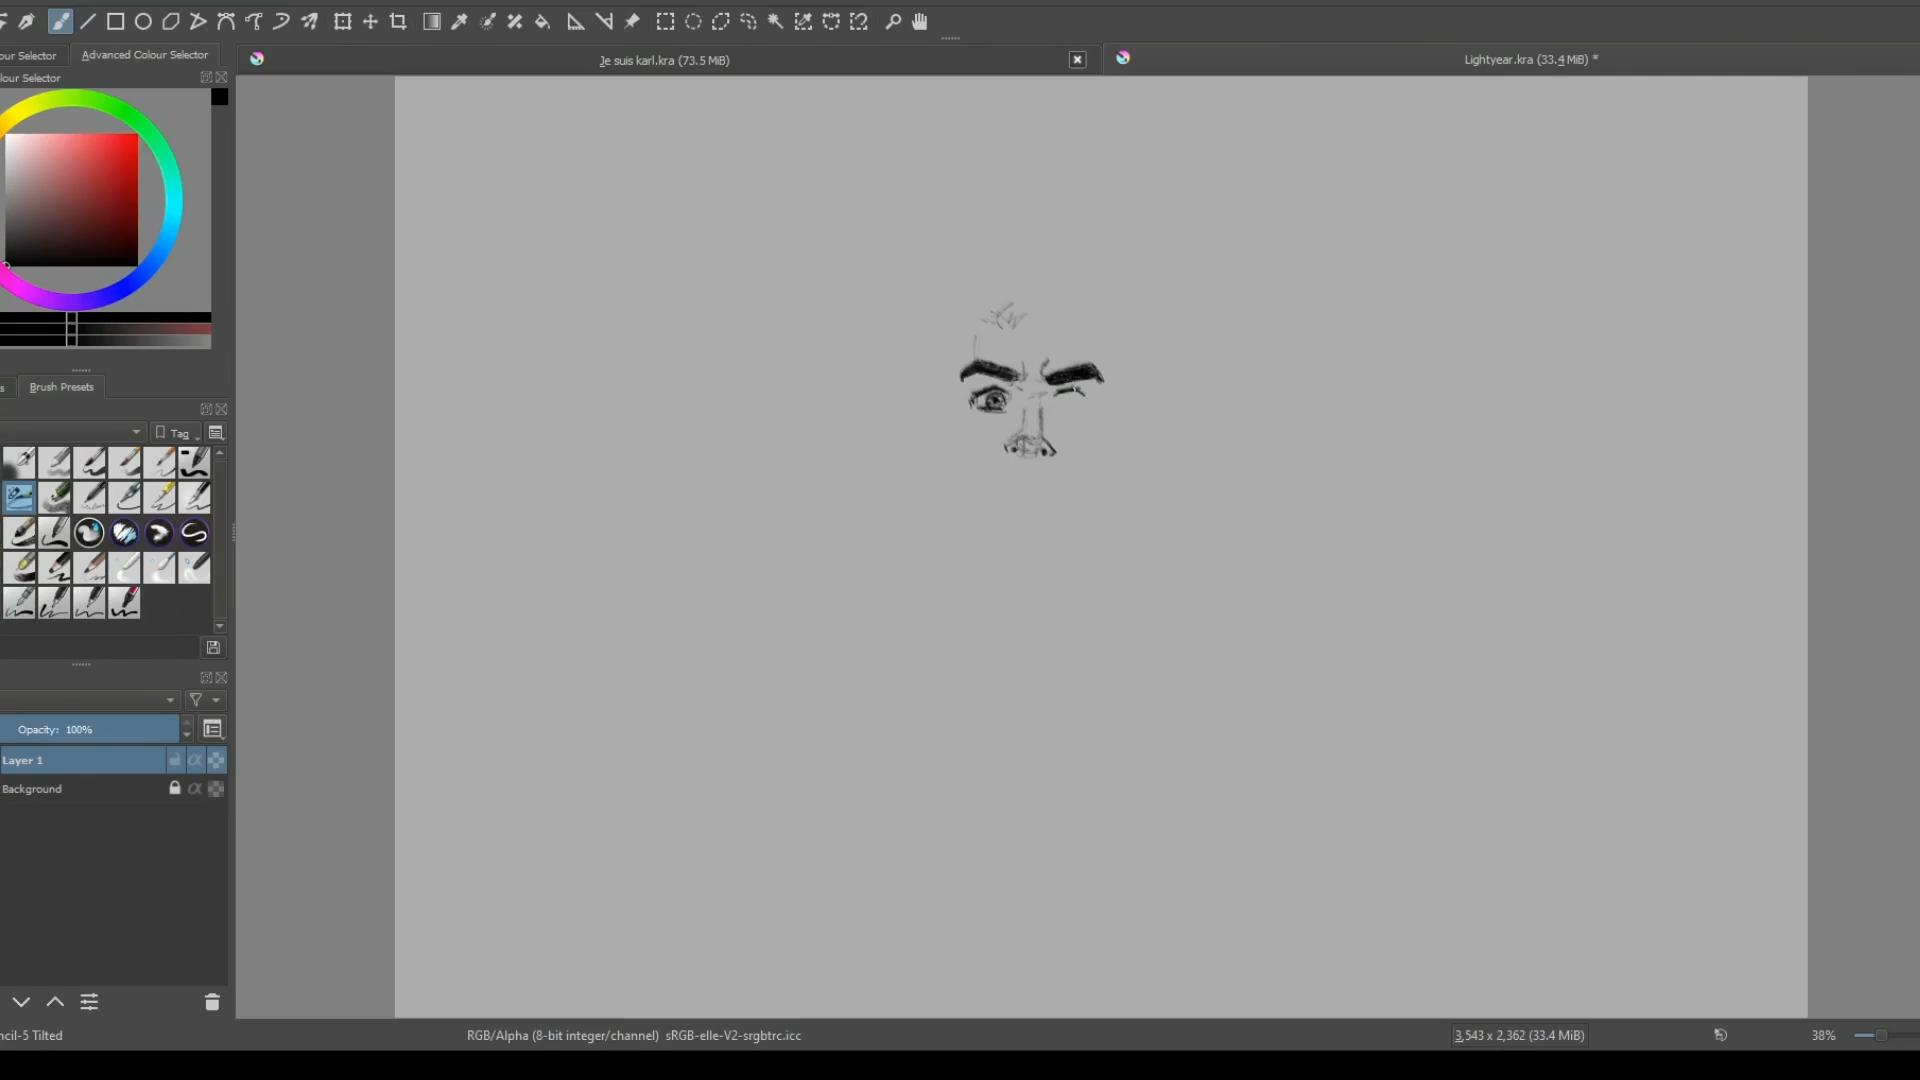 our Selector
Advanced Colour Selector
lour Selector
Je suis karl.kra (73.5 MiB)
Lightyear.kra (33.4 MiB) *
s
Brush Presets
Tag
Opacity: 100%
Layer 1
Background
ncil-5 Tilted
RGB/Alpha (8-bit integer/channel) sRGB-elle-V2-srgbtrc.icc
3,543 x 2,362 (33.4 MiB)
38%